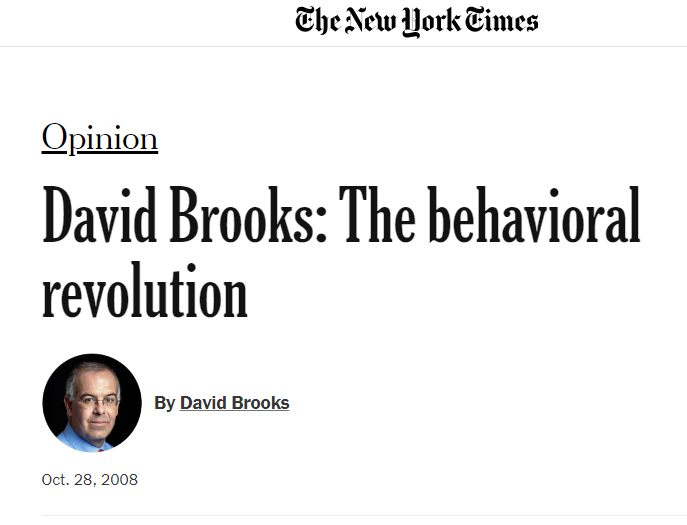 The New York Times
Opinion
David Brooks: The behavioral
revolution
By David Brooks
Oct. 28, 2008